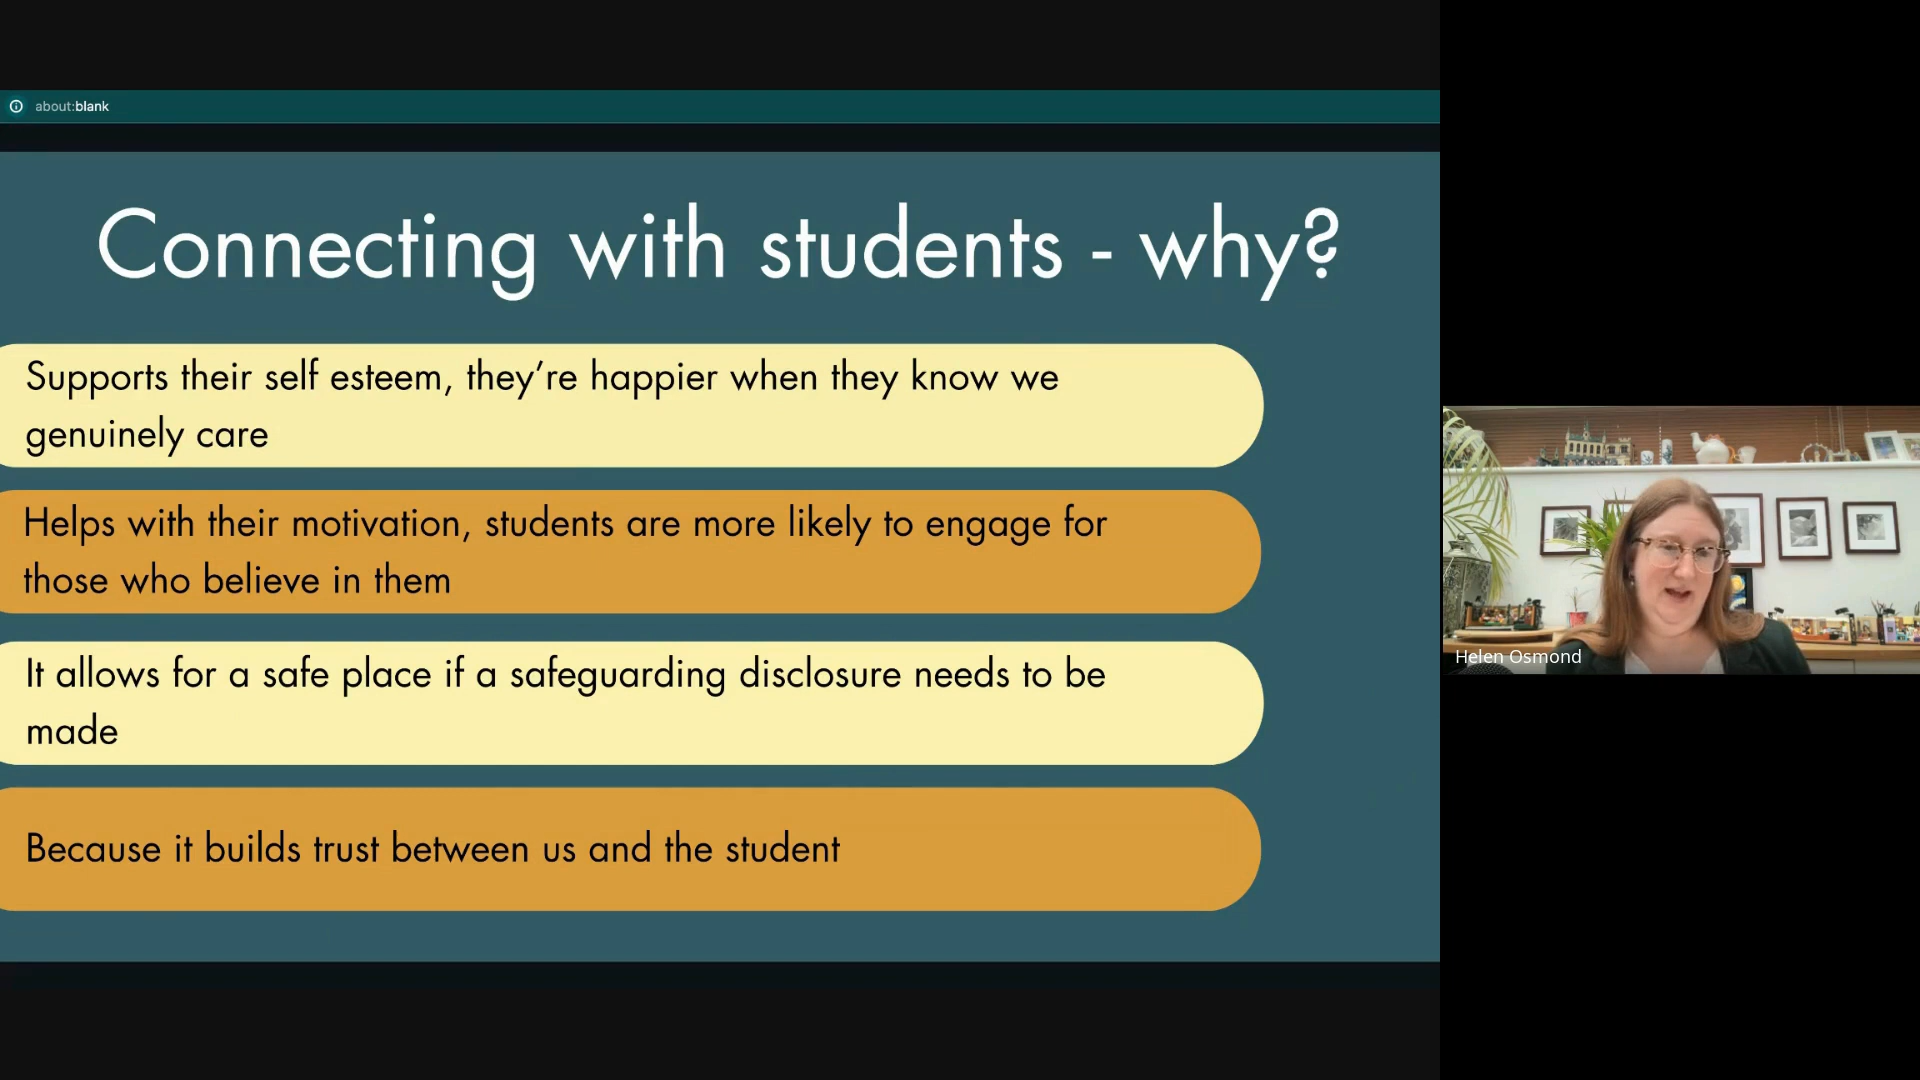 about:blank
Connecting with students - why?
Supports their self esteem, they're happier when they know we
genuinely care
Helps with their motivation, students are more likely to engage for
those who believe in them
It allows for a safe place if a safeguarding disclosure needs to be
made
Because it builds trust between us and the student
Helen Osmond